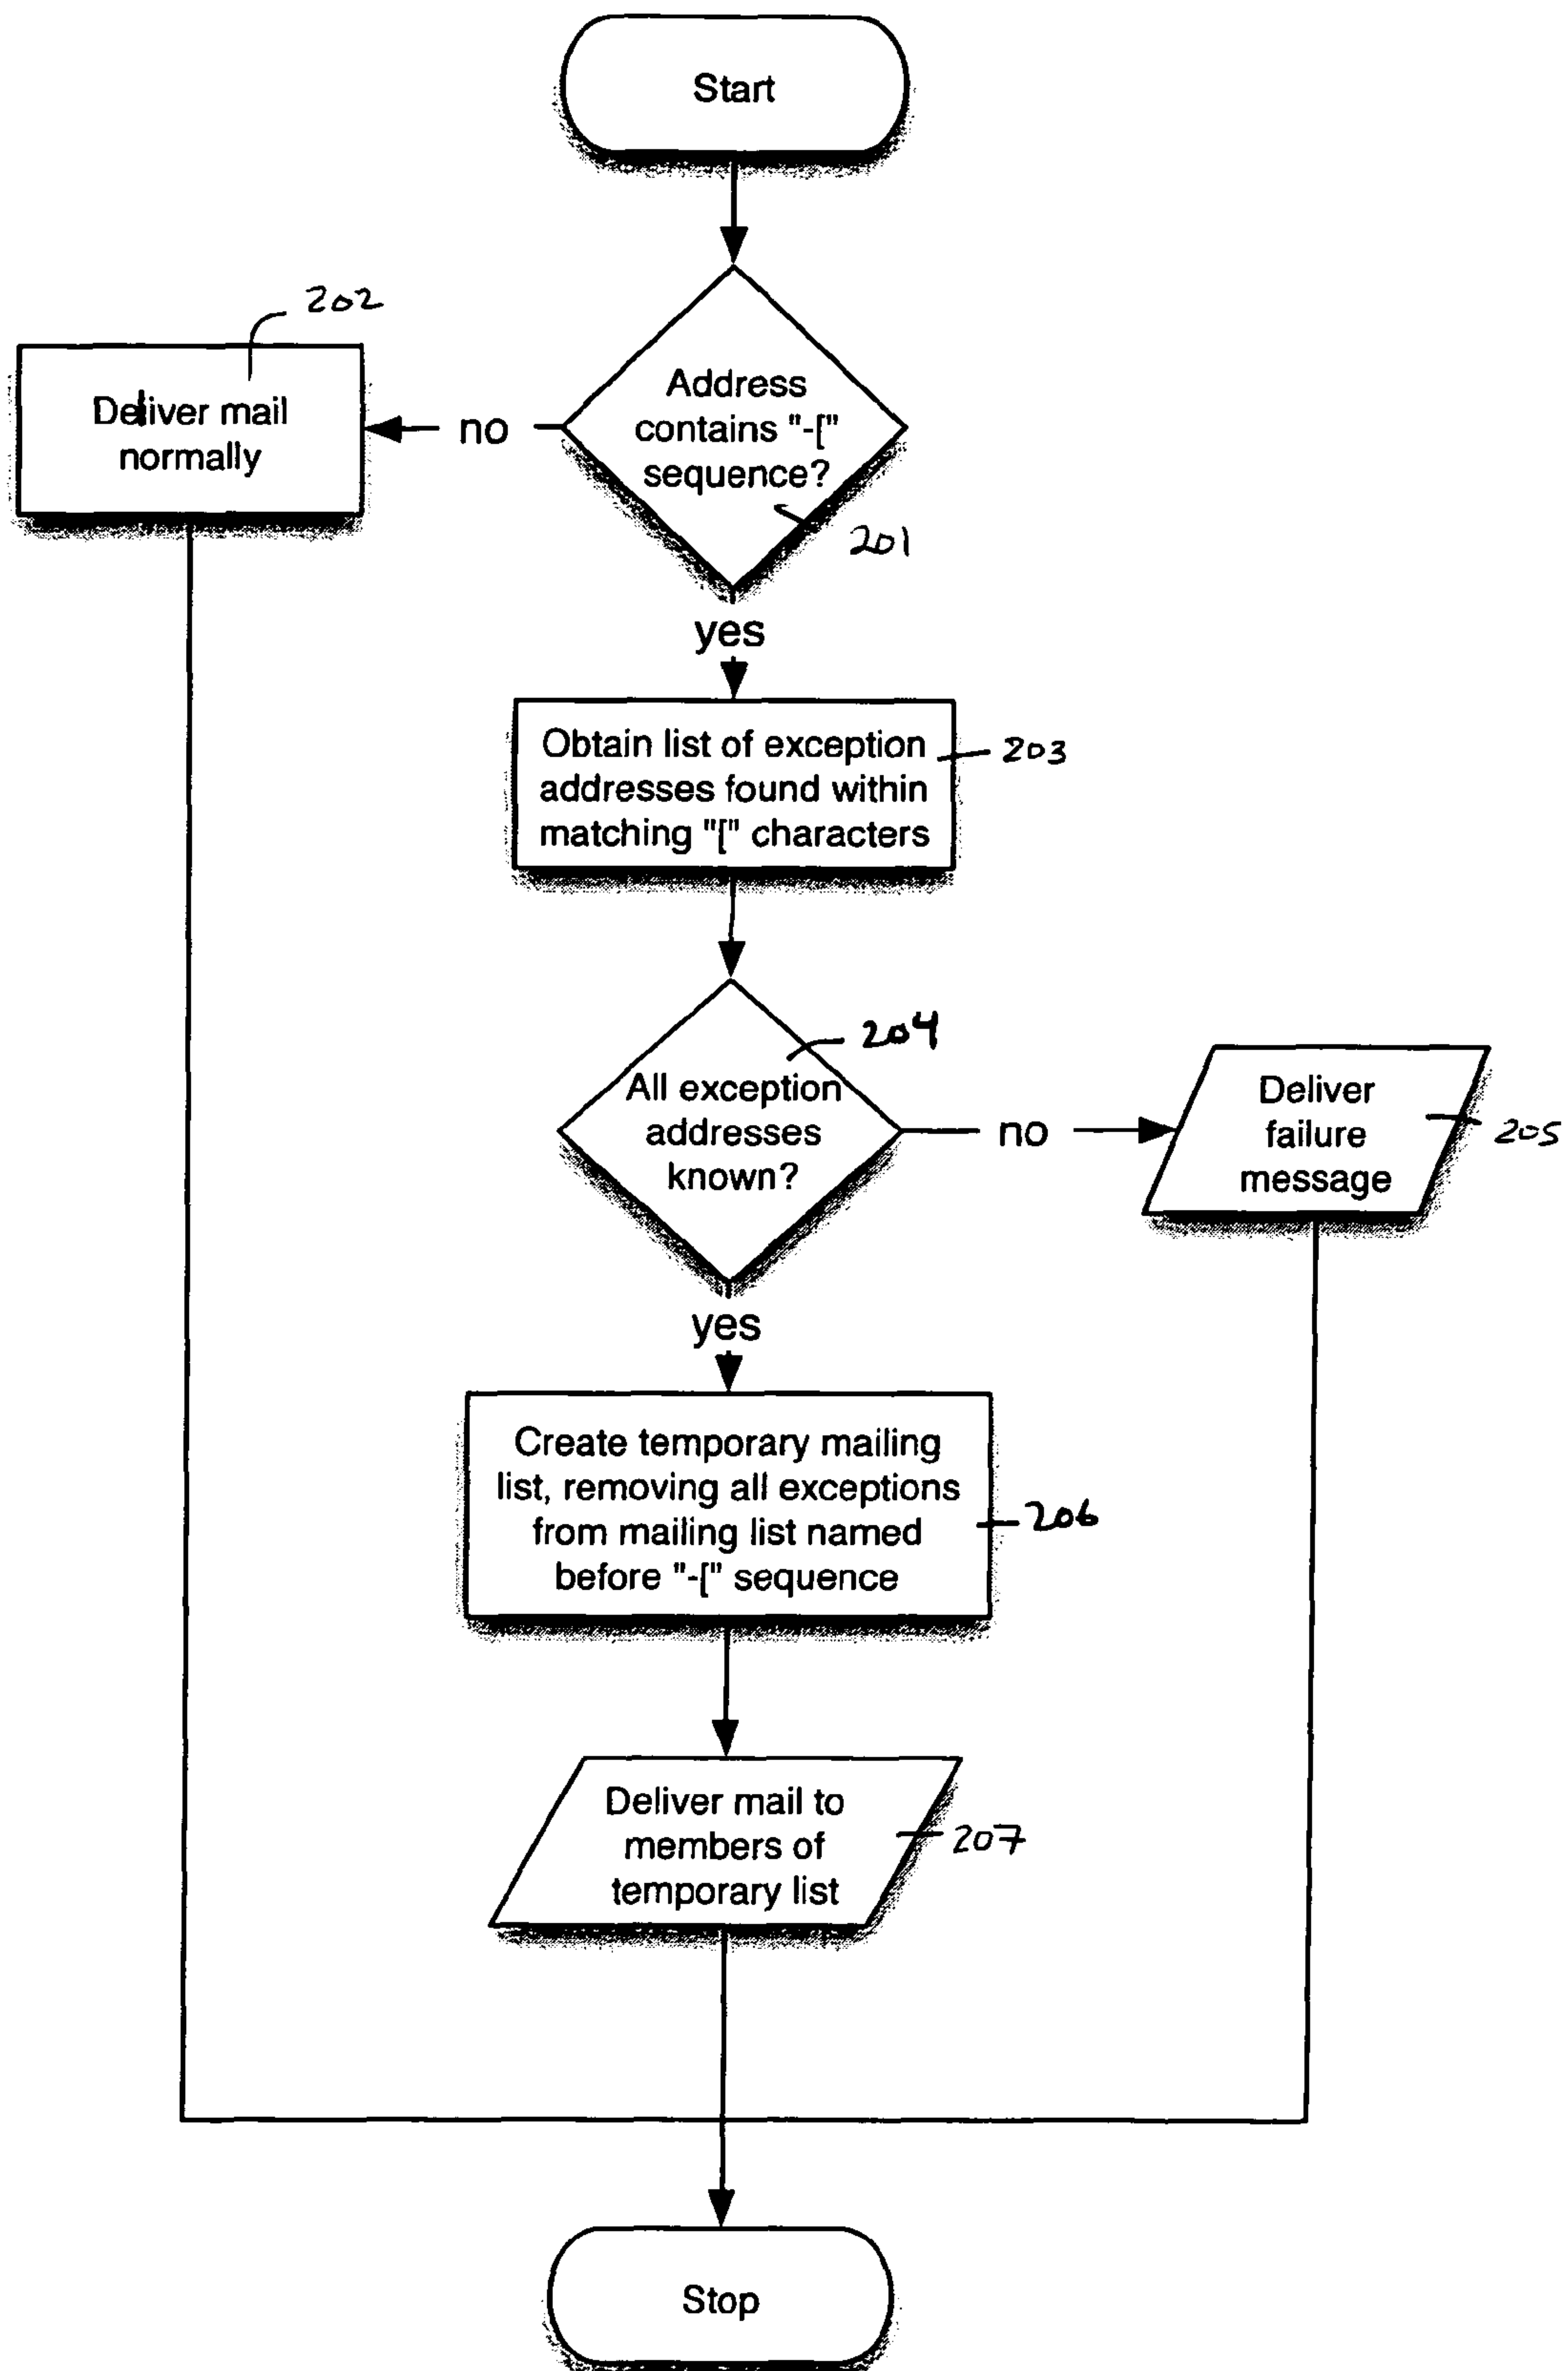 Start
202
Deliver mail
normally
no
Address
contains "-["
sequence?
201
yes
Obtain list of exception
addresses found within
matching "[" characters
203
204
All exception
addresses
known?
no
Deliver
failure
message
205
yes
Create temporary mailing
list, removing all exceptions
from mailing list named
before "-[" sequence
206
Deliver mail to
members of
temporary list
207
Stop